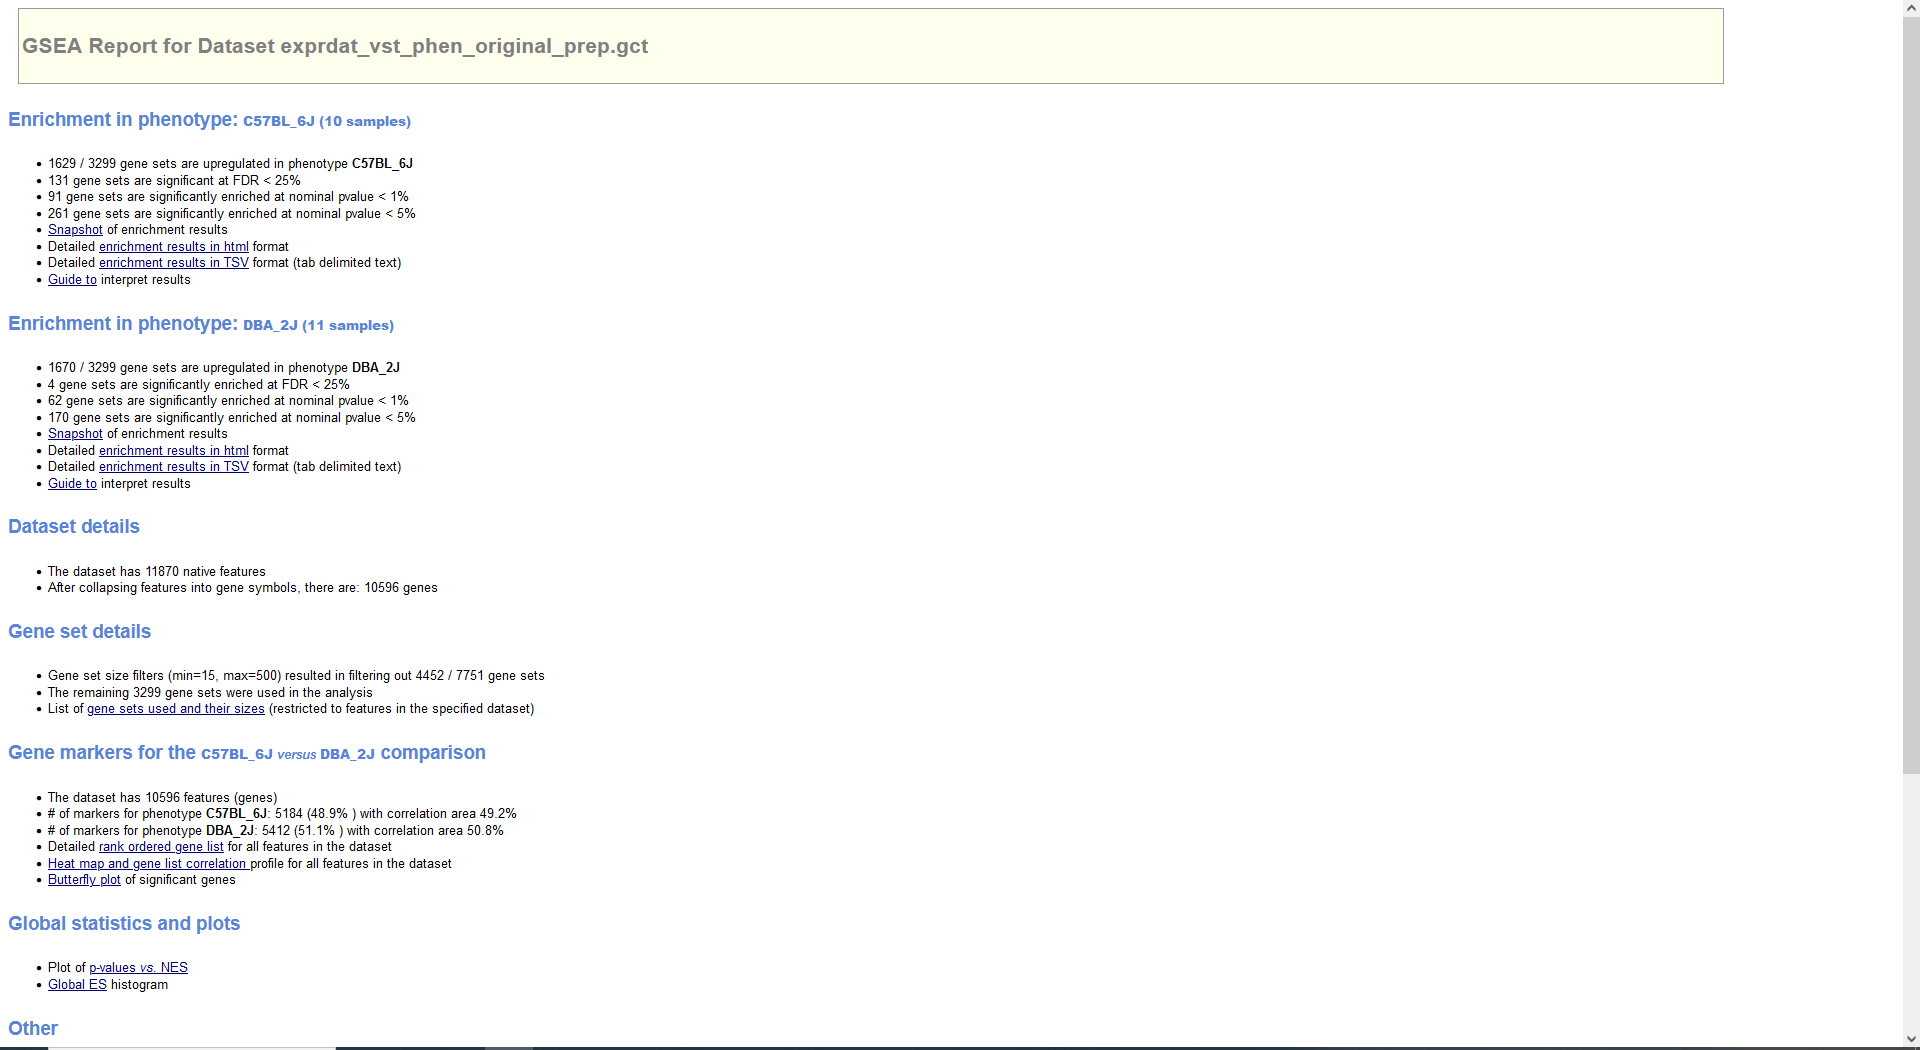 GSEA Report for Dataset exprdat_vst_phen_original_prep.gct
Enrichment in phenotype: C57BL_6J (10 samples)
• 1629 / 3299 gene sets are upregulated in phenotype C57BL_6J
• 131 gene sets are significant at FDR < 25%
• 91 gene sets are significantly enriched at nominal pvalue < 1%
• 261 gene sets are significantly enriched at nominal pvalue < 5%
• Snapshot of enrichment results
• Detailed enrichment results in html format
• Detailed enrichment results in TSV format (tab delimited text)
• Guide to interpret results
Enrichment in phenotype: DBA_2J (11 samples)
• 1670 / 3299 gene sets are upregulated in phenotype DBA_2J
• 4 gene sets are significantly enriched at FDR < 25%
• 62 gene sets are significantly enriched at nominal pvalue < 1%
• 170 gene sets are significantly enriched at nominal pvalue < 5%
• Snapshot of enrichment results
• Detailed enrichment results in html format
• Detailed enrichment results in TSV format (tab delimited text)
• Guide to interpret results
Dataset details
• The dataset has 11870 native features
• After collapsing features into gene symbols, there are: 10596 genes
Gene set details
• Gene set size filters (min=15, max=500) resulted in filtering out 4452 / 7751 gene sets
• The remaining 3299 gene sets were used in the analysis
• List of gene sets used and their sizes (restricted to features in the specified dataset)
Gene markers for the C57BL_6J versus DBA_2J comparison
• The dataset has 10596 features (genes)
• # of markers for phenotype C57BL_6J: 5184 (48.9% ) with correlation area 49.2%
• # of markers for phenotype DBA_2J: 5412 (51.1% ) with correlation area 50.8%
• Detailed rank ordered gene list for all features in the dataset
• Heat map and gene list correlation profile for all features in the dataset
• Butterfly plot of significant genes
Global statistics and plots
• Plot of p-values vs. NES
• Global ES histogram
Other